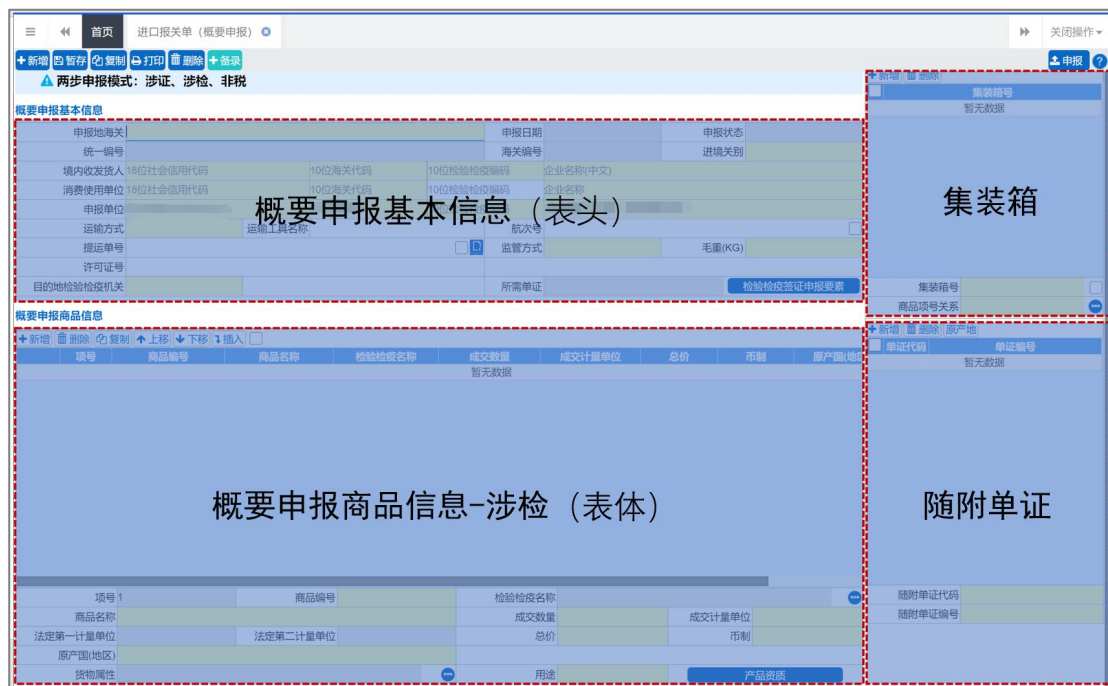 首页 进口报关单（概要申报） 关闭操作
新增 暂存 复制 打印 删除 备录 申报
两步申报模式：涉证、涉检、非税
概要申报基本信息
申报地海关 申报日期 申报状态
统一编号 海关编号 进境关别
境内收发货人 18位社会信用代码 10位海关代码 10位检验检疫编码 企业名称(中文)
消费使用单位 18位社会信用代码 10位海关代码 10位检验检疫编码 企业名称
申报单位
概要申报基本信息（表头）
运输方式 运输工具名称 航次号
提运单号 监管方式 毛重(KG)
许可证号
目的地检验检疫机关 所需单证 检验检疫签证申报要素
新增 删除
集装箱号
暂无数据
集装箱
集装箱号
商品项号关系
概要申报商品信息
新增 删除 复制 上移 下移 插入
项号 商品编号 商品名称 检验检疫名称 成交数量 成交计量单位 总价 币制 原产国(地区
暂无数据
概要申报商品信息-涉检（表体）
项号 1 商品编号 检验检疫名称
商品名称 成交数量 成交计量单位
法定第一计量单位 法定第二计量单位 总价 币制
原产国(地区)
货物属性 用途 产品资质
新增 删除 原产地
单证代码 单证编号
暂无数据
随附单证
随附单证代码
随附单证编号